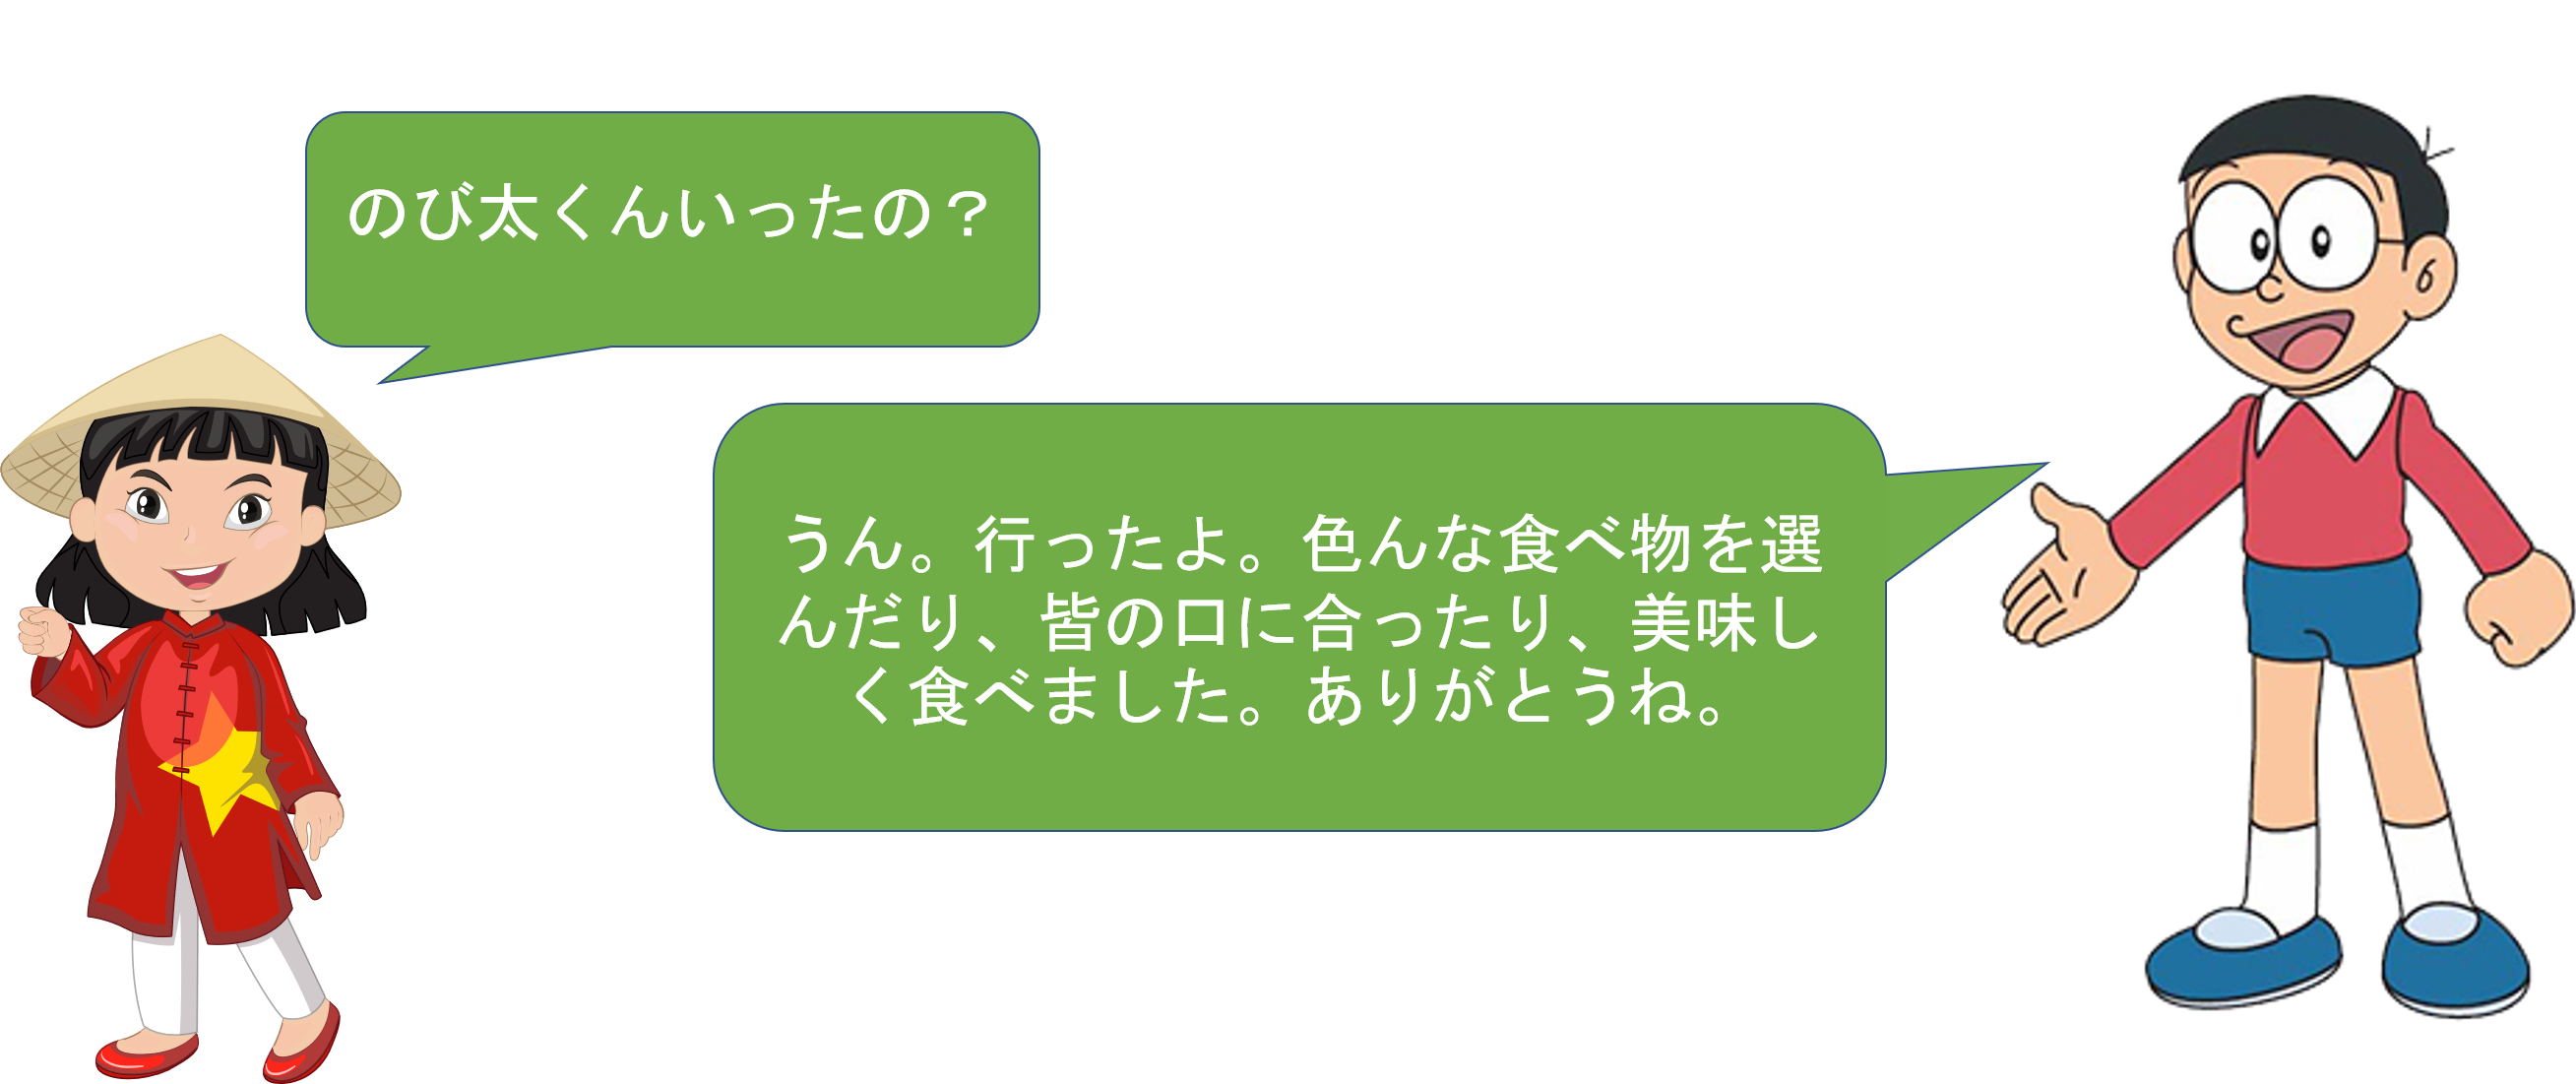 のび太くんいったの？
うん。行ったよ。色んな食べ物を選
んだり、皆の口に合ったり、美味し
く食べました。ありがとうね。